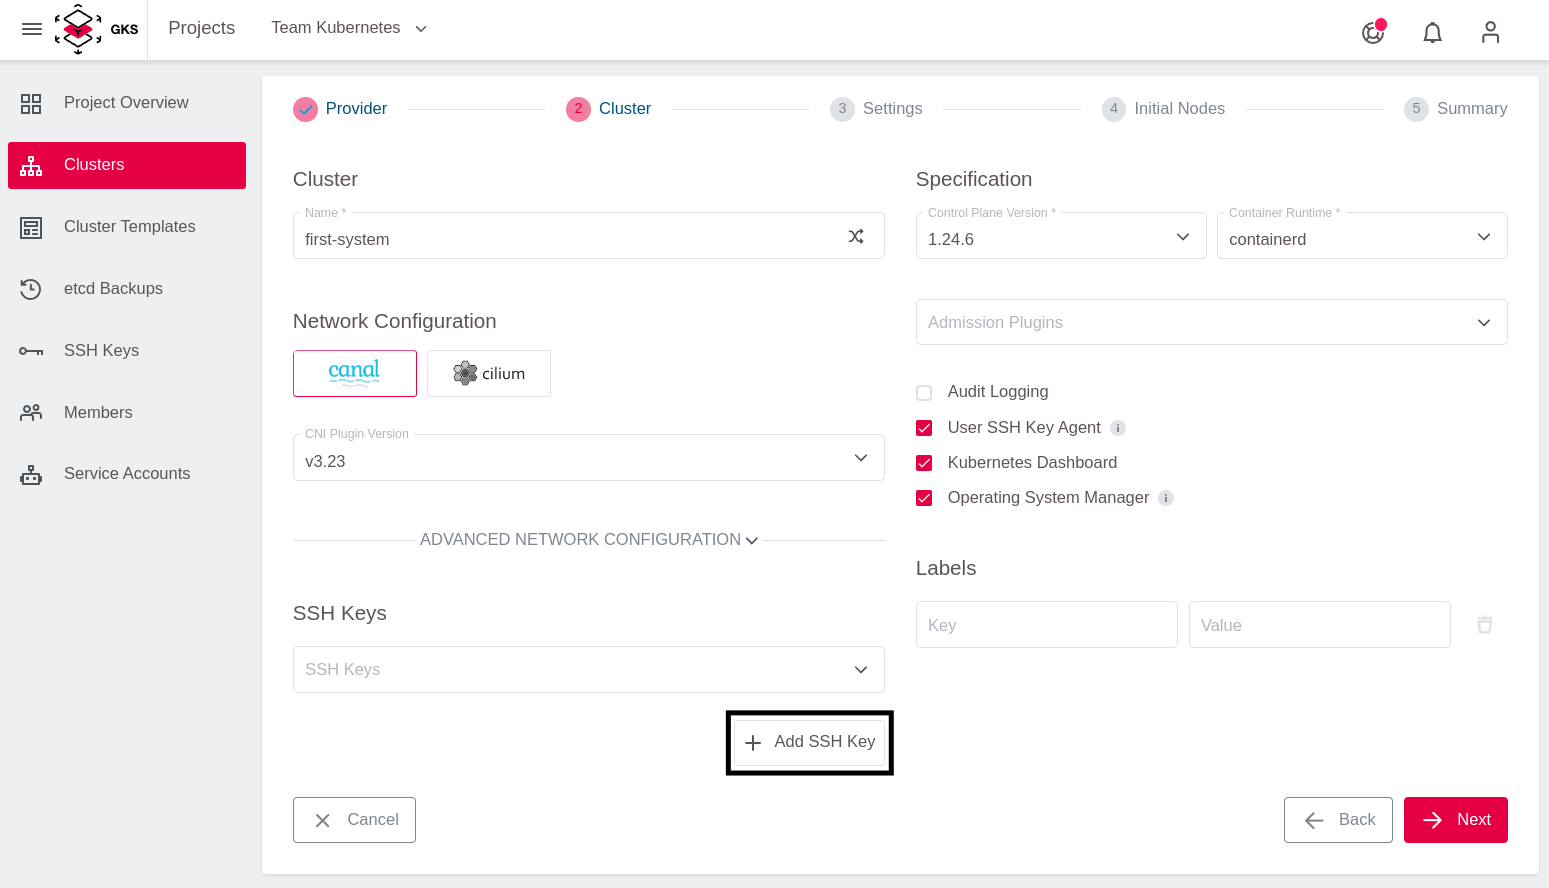 GKS
Projects
Team Kubernetes
Project Overview
Clusters
Cluster Templates
etcd Backups
SSH Keys
Members
Service Accounts
Provider
2 Cluster
3 Settings
4 Initial Nodes
5 Summary
Cluster
Name *
first-system
Network Configuration
canal
cilium
CNI Plugin Version
v3.23
ADVANCED NETWORK CONFIGURATION
SSH Keys
SSH Keys
Add SSH Key
Specification
Control Plane Version *
1.24.6
Container Runtime *
containerd
Admission Plugins
Audit Logging
User SSH Key Agent
Kubernetes Dashboard
Operating System Manager
Labels
Key
Value
Cancel
Back
Next